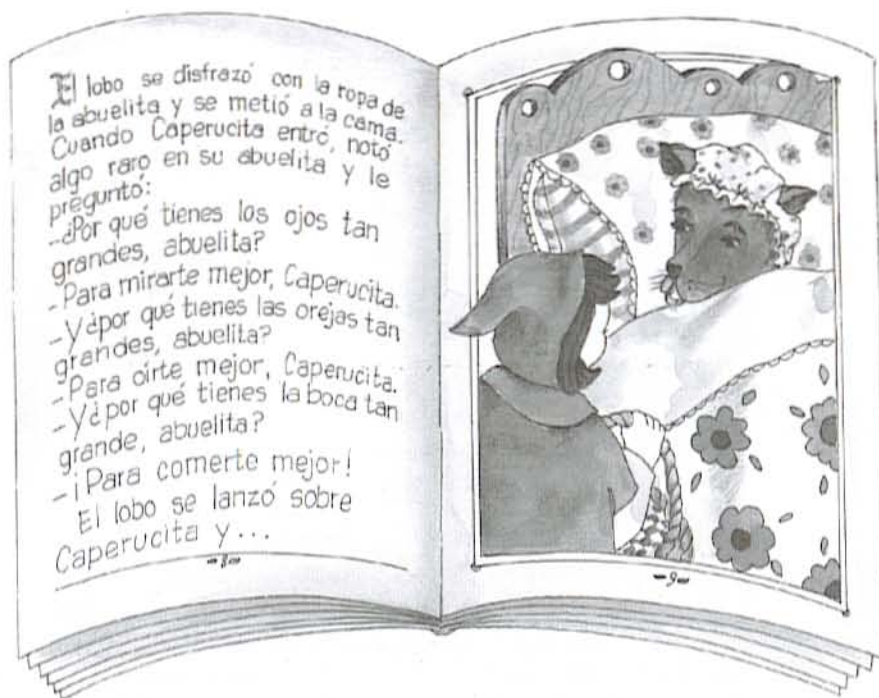 El lobo se disfrazó con la ropa de
la abuelita y se metió a la cama.
Cuando Caperucita entró, notó
algo raro en su abuelita y le
preguntó:
-¿Por qué tienes los ojos tan
grandes, abuelita?
-Para mirarte mejor, Caperucita.
-Y ¿por qué tienes las orejas tan
grandes, abuelita?
-Para oírte mejor, Caperucita.
-Y ¿por qué tienes la boca tan
grande, abuelita?
-¡Para comerte mejor!
El lobo se lanzó sobre
Caperucita y...
-9-